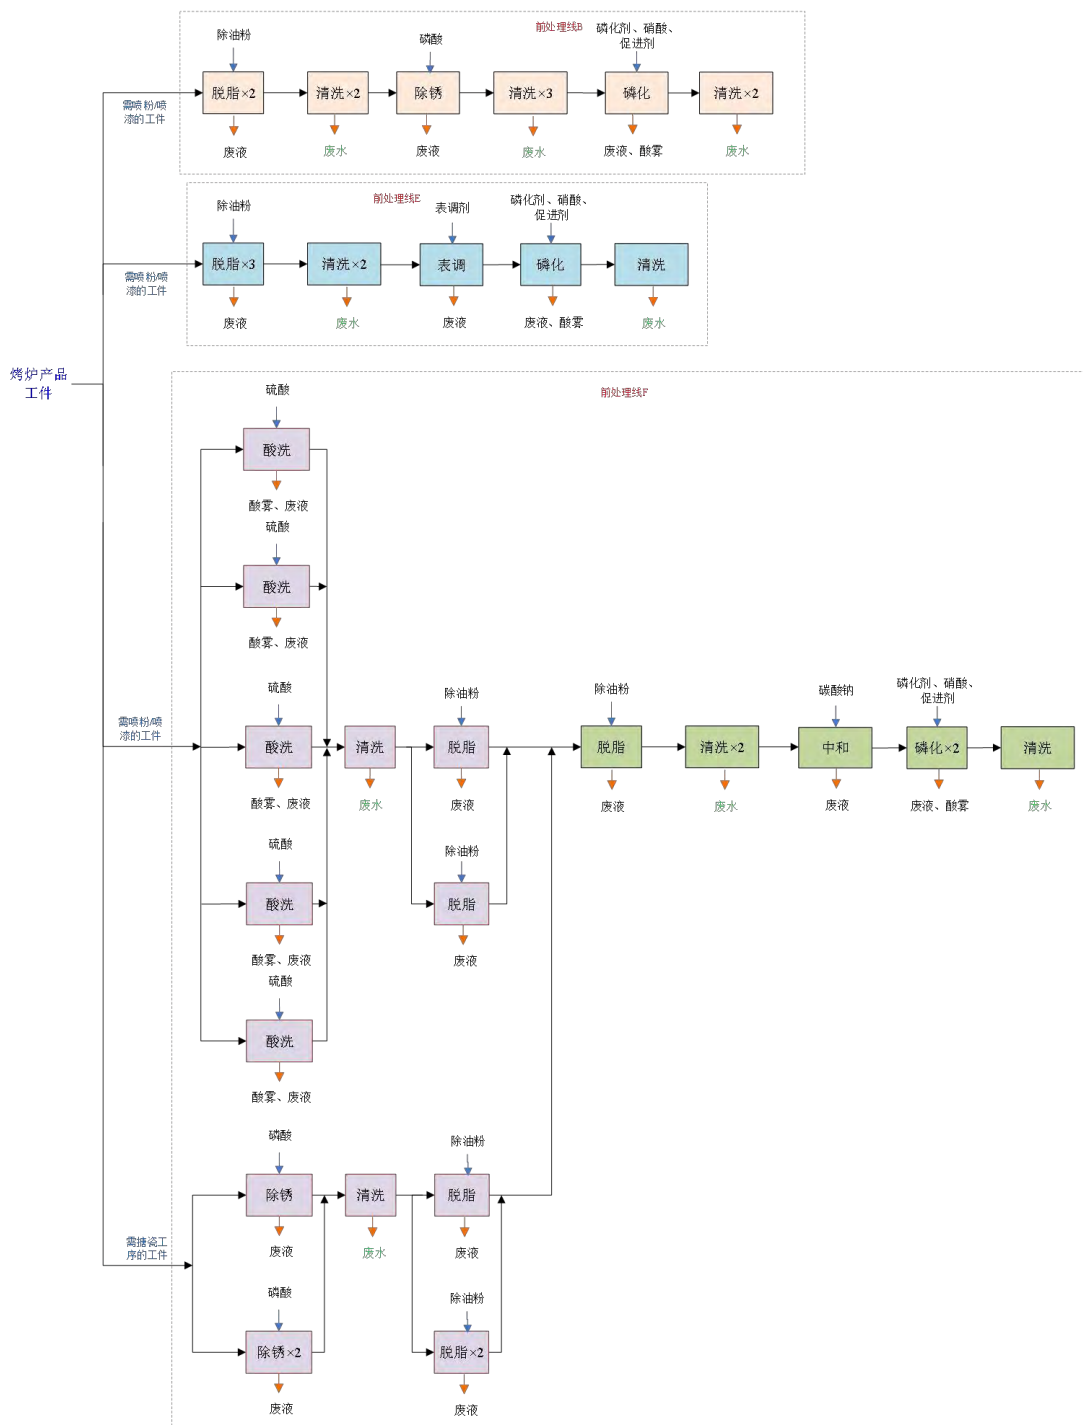 前处理线B
除油粉
磷酸
磷化剂、硝酸、
促进剂
需喷粉/喷
漆的工件
脱脂×2
清洗×2
除锈
清洗×3
磷化
清洗×2
废液
废水
废液
废水
废液、酸雾
废水
前处理线E
除油粉
表调剂
磷化剂、硝酸、
促进剂
需喷粉/喷
漆的工件
脱脂×3
清洗×2
表调
磷化
清洗
废液
废水
废液
废液、酸雾
废水
烤炉产品
工件
前处理线F
硫酸
酸洗
酸雾、废液
硫酸
酸洗
酸雾、废液
需喷粉/喷
漆的工件
硫酸
除油粉
除油粉
碳酸钠
磷化剂、硝酸、
促进剂
酸洗
清洗
脱脂
脱脂
清洗×2
中和
磷化×2
清洗
酸雾、废液
废水
废液
废液
废水
废液
废液、酸雾
废水
硫酸
除油粉
酸洗
脱脂
酸雾、废液
废液
硫酸
酸洗
酸雾、废液
需搪瓷工
序的工件
磷酸
除油粉
除锈
清洗
脱脂
废液
废水
废液
磷酸
除油粉
除锈×2
脱脂×2
废液
废液